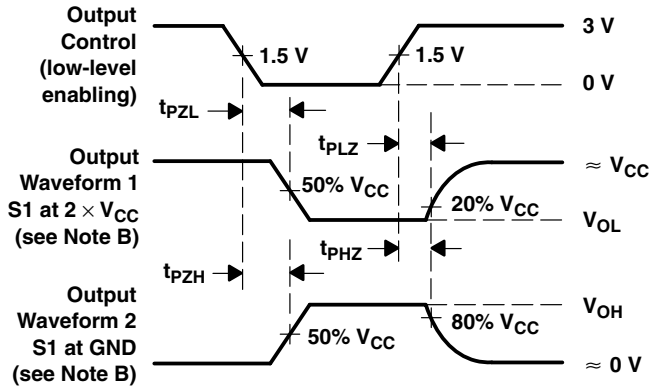 Output
Control
(low-level
enabling)
1.5 V
1.5 V
3 V
0 V
tPZL
tPLZ
Output
Waveform 1
S1 at 2 × VCC
(see Note B)
50% VCC
20% VCC
≈ VCC
VOL
tPZH
tPHZ
Output
Waveform 2
S1 at GND
(see Note B)
50% VCC
80% VCC
VOH
≈ 0 V